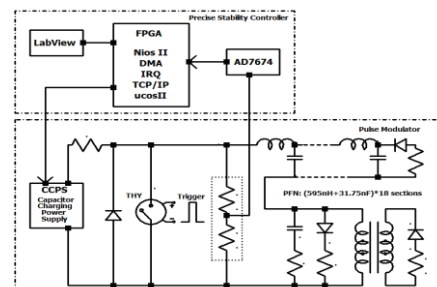 Precise Stability Controller
LabView
FPGA
Nios II
DMA
IRQ
TCP/IP
ucosII
AD7674
Pulse Modulator
CCPS
Capacitor
Charging
Power
Supply
THY
Trigger
PFN: (595nH+31.75nF)*18 sections